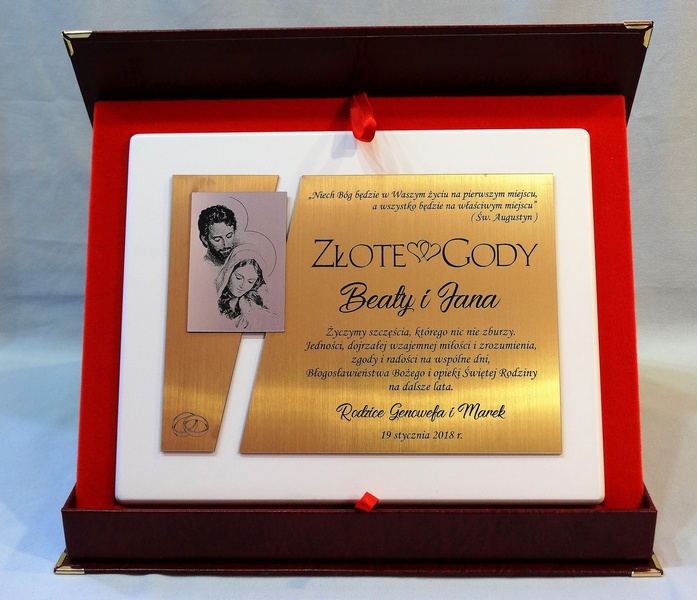 „Niech Bóg będzie w Waszym życiu na pierwszym miejscu,
a wszystko będzie na właściwym miejscu”
( Św. Augustyn )
ZŁOTE GODY
Beaty i Jana
Życzymy szczęścia, którego nic nie zburzy.
Jedności, dojrzałej wzajemnej miłości i zrozumienia,
zgody i radości na wspólne dni,
Błogosławieństwa Bożego i opieki Świętej Rodziny
na dalsze lata.
Rodzice Genowefa i Marek
19 stycznia 2018 r.